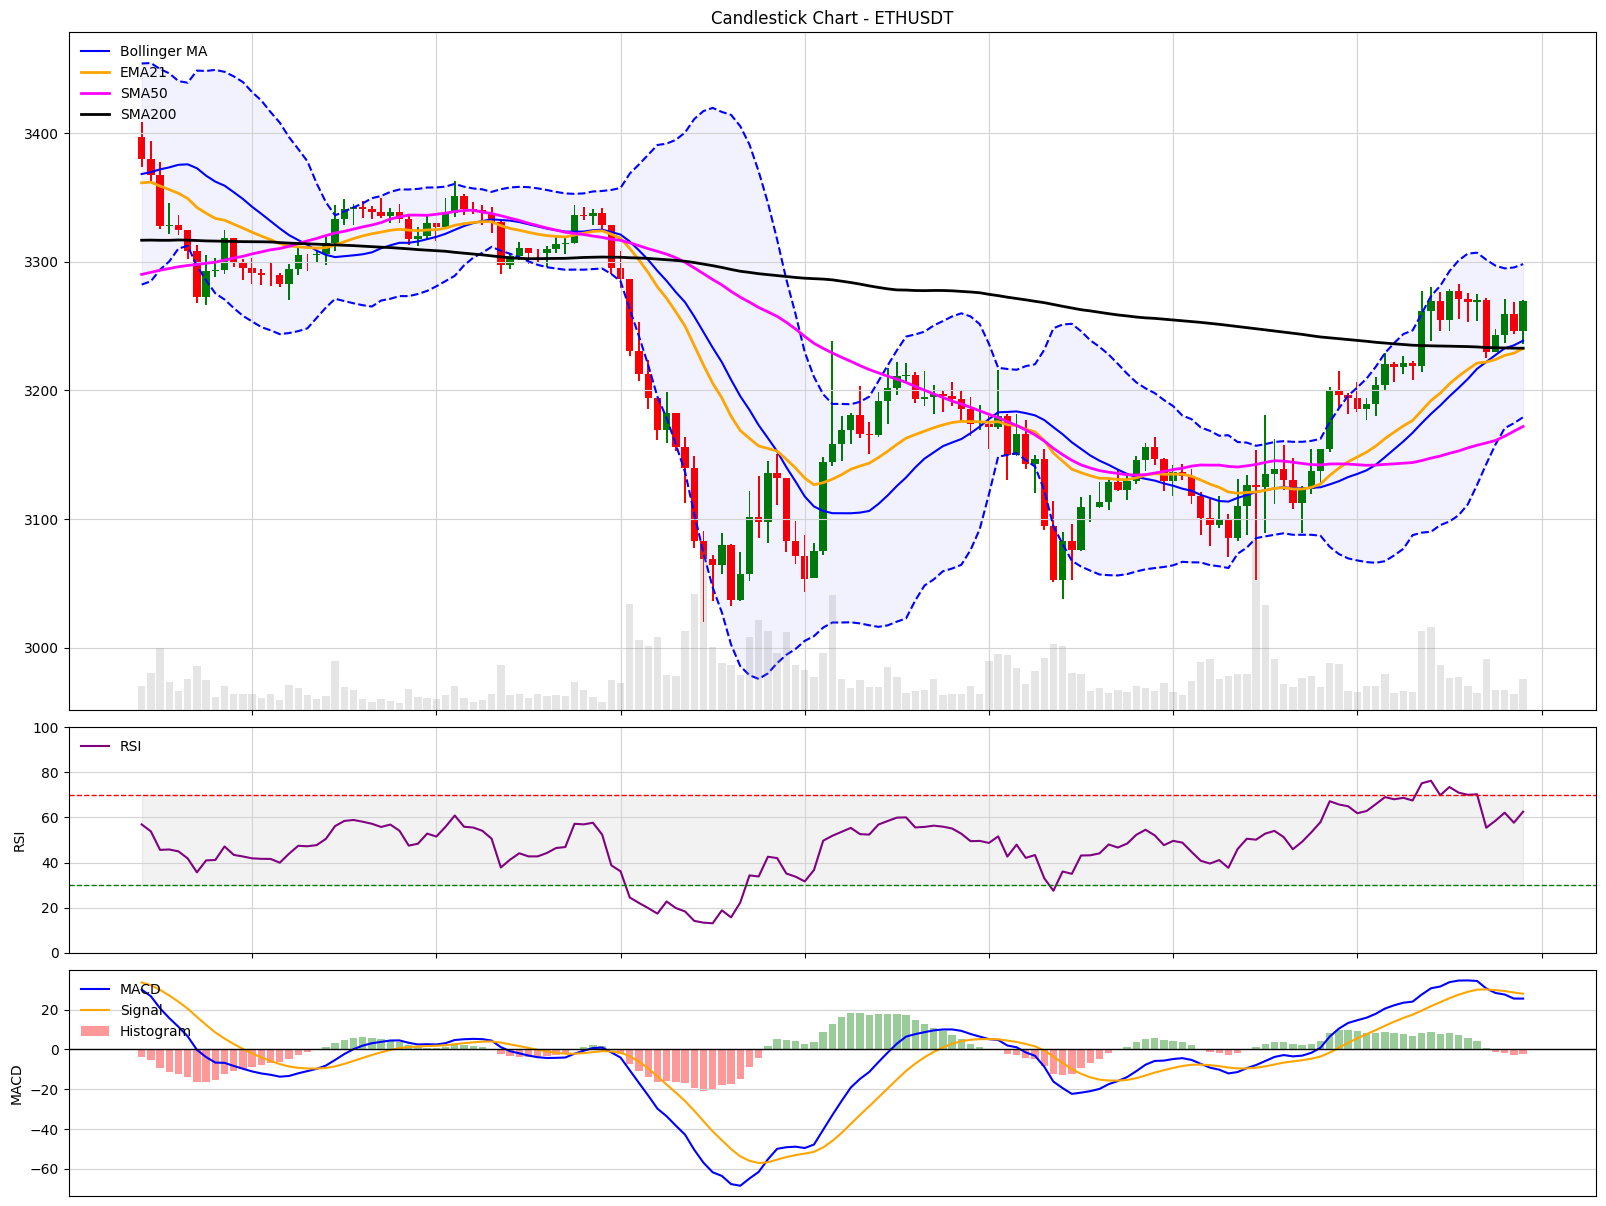 Candlestick Chart - ETHUSDT
Bollinger MA
EMA21
SMA50
SMA200
3400
3300
3200
3100
3000
RSI
100
80
60
40
20
0
RSI
MACD
Signal
Histogram
20
0
−20
−40
−60
MACD